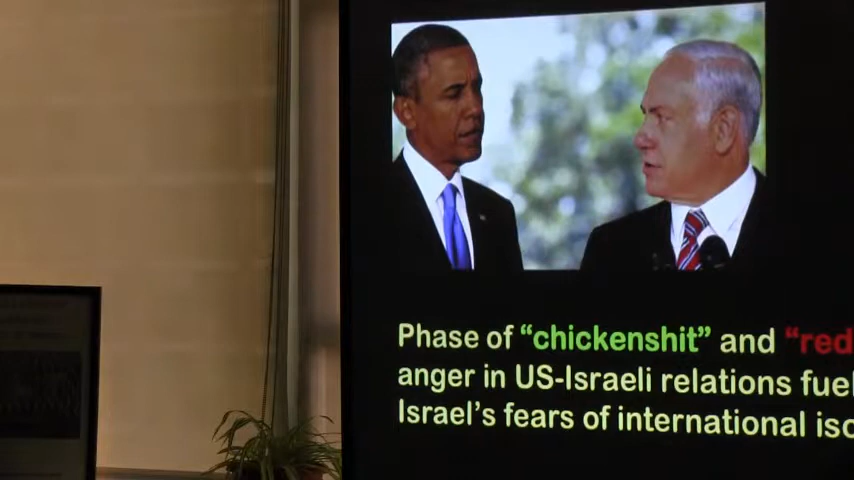 Phase of “chickenshit” and “red
anger in US-Israeli relations fuel
Israel’s fears of international iso